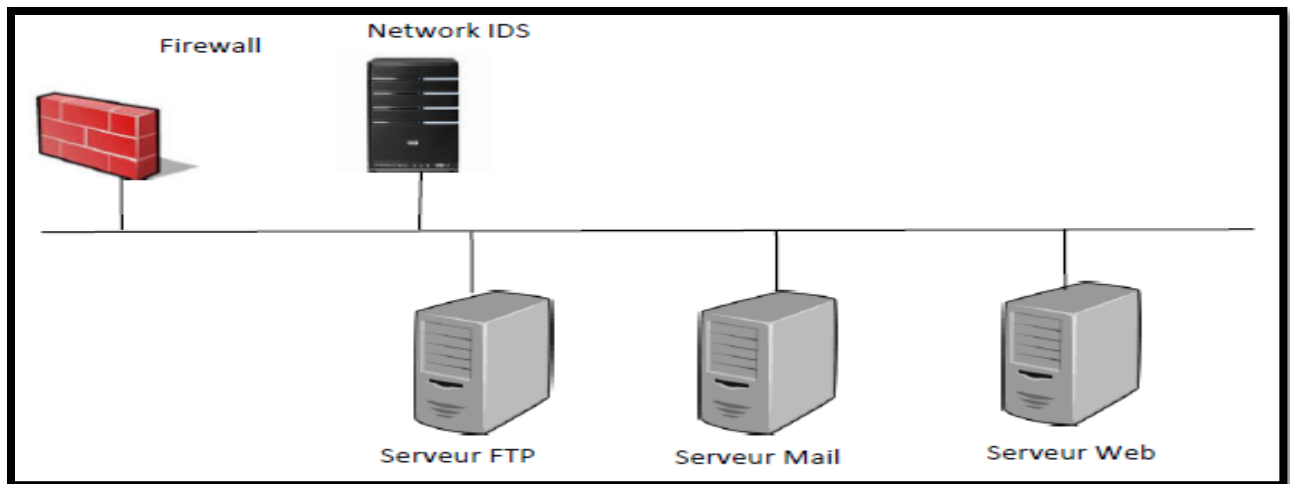 Network IDS
Firewall
Serveur FTP
Serveur Mail
Serveur Web